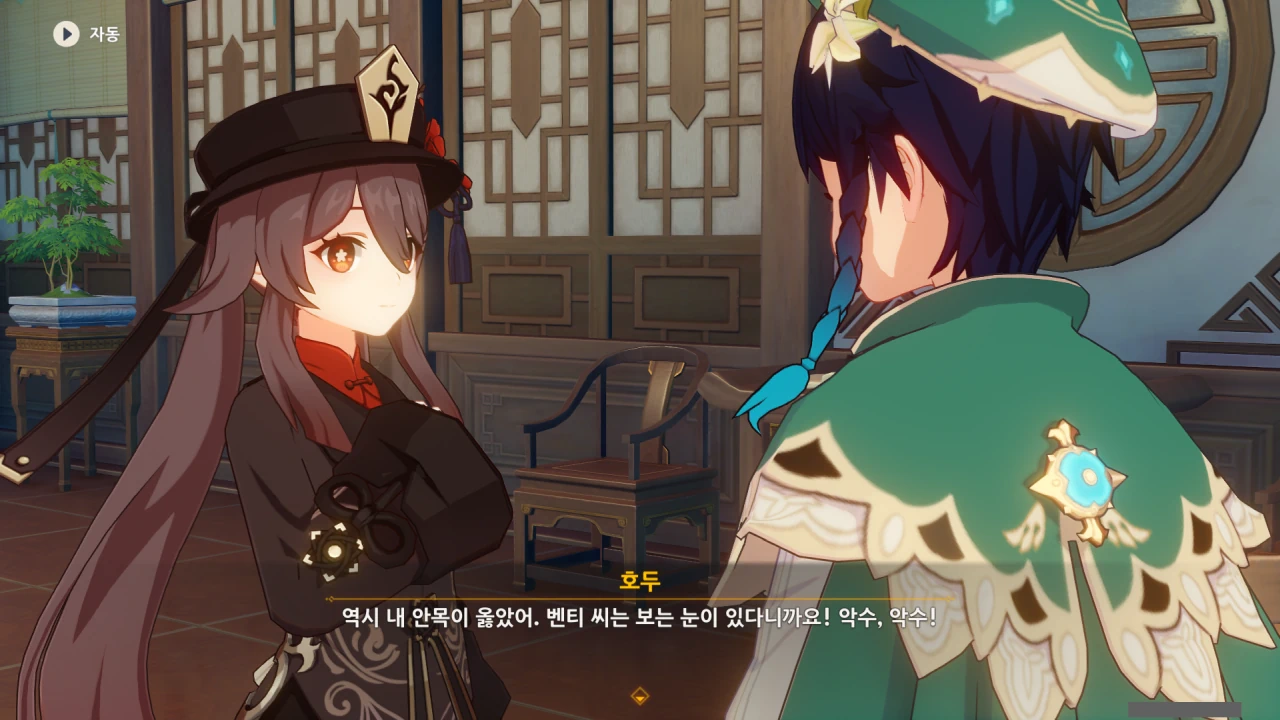 자동
호두
역시 내 안목이 옳았어. 벤티 씨는 보는 눈이 있다니까요! 악수, 악수!